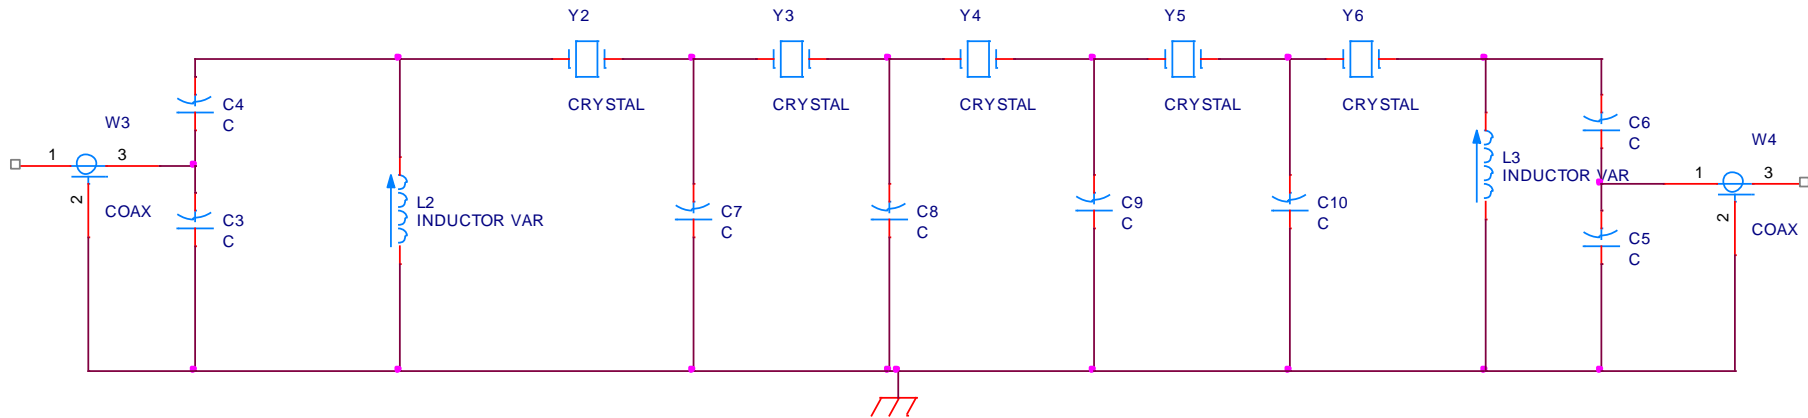 Y2
Y3
Y4
Y5
Y6
CRYSTAL
CRYSTAL
CRYSTAL
CRYSTAL
CRYSTAL
C4
C
W3
1
3
2
COAX
C3
C
L2
INDUCTOR VAR
C7
C
C8
C
C9
C
C10
C
L3
INDUCTOR VAR
C6
C
C5
C
W4
1
3
2
COAX